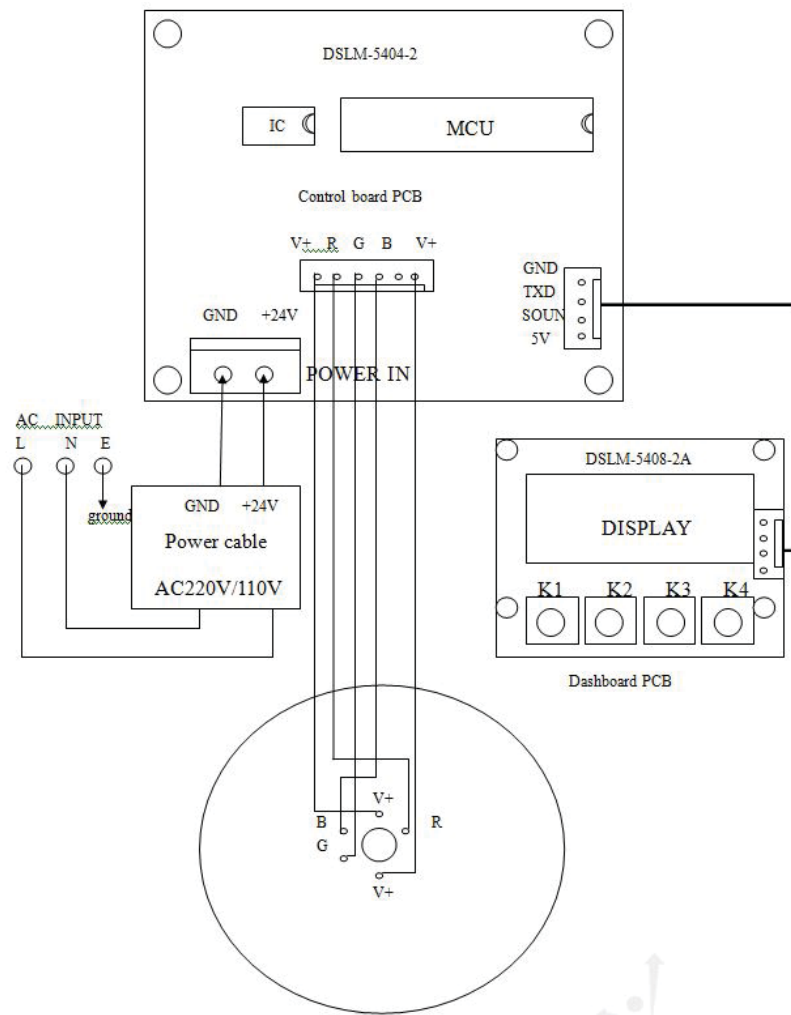 DSLM-5404-2
IC
MCU
Control board PCB
V+ R G B V+
GND
TXD
SOUN
5V
GND +24V
POWER IN
AC INPUT
L N E
ground
GND +24V
Power cable
AC220V/110V
DSLM-5408-2A
DISPLAY
K1 K2 K3 K4
Dashboard PCB
V+
B R
G
V+